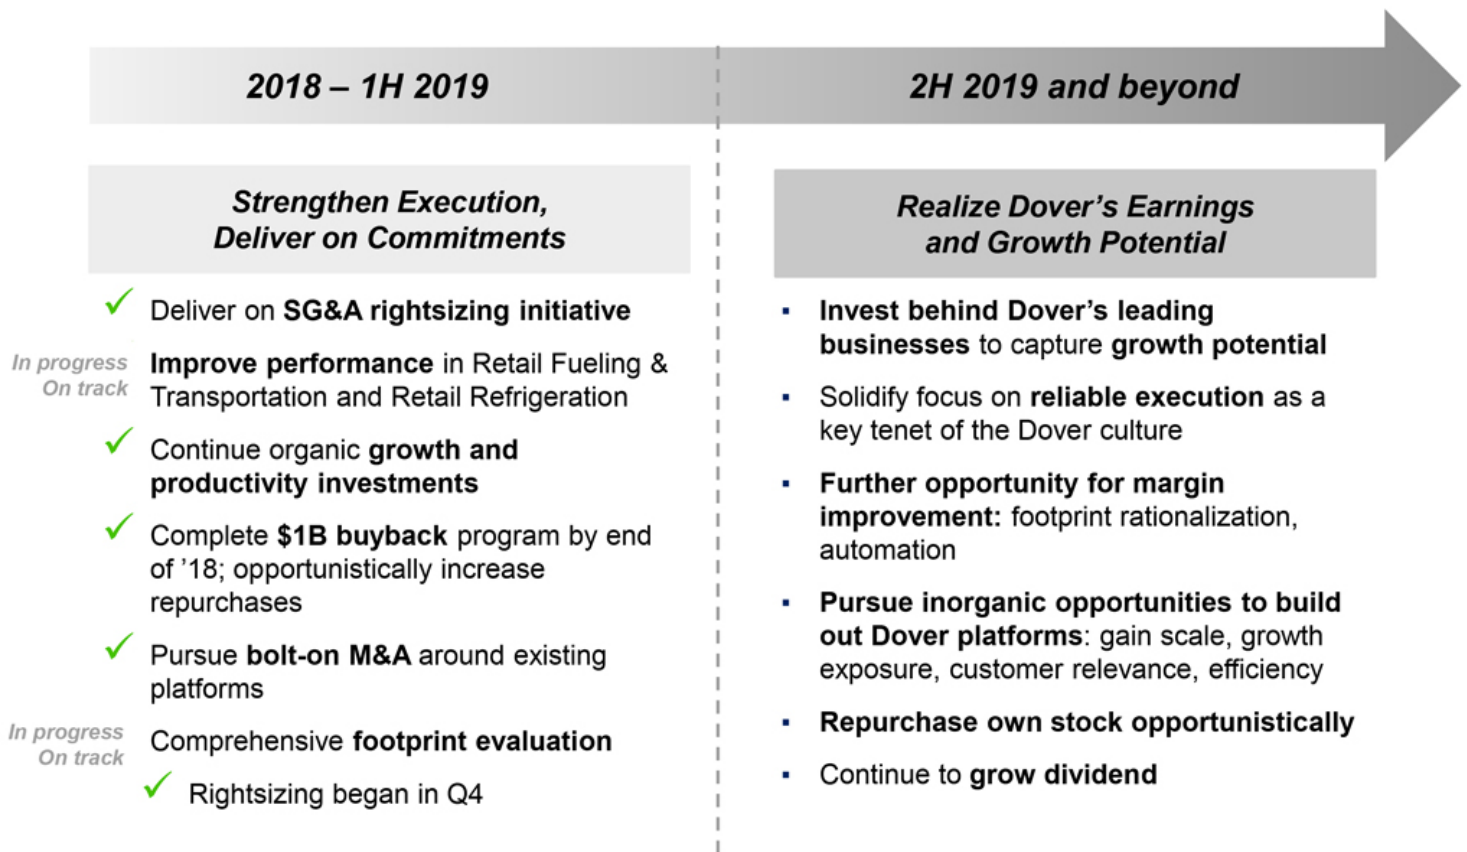 2018 – 1H 2019
2H 2019 and beyond
Strengthen Execution,
Deliver on Commitments
Deliver on SG&A rightsizing initiative
In progress
On track
Improve performance in Retail Fueling &
Transportation and Retail Refrigeration
Continue organic growth and
productivity investments
Complete $1B buyback program by end
of ’18; opportunistically increase
repurchases
Pursue bolt-on M&A around existing
platforms
In progress
On track
Comprehensive footprint evaluation
Rightsizing began in Q4
Realize Dover’s Earnings
and Growth Potential
Invest behind Dover’s leading
businesses to capture growth potential
Solidify focus on reliable execution as a
key tenet of the Dover culture
Further opportunity for margin
improvement: footprint rationalization,
automation
Pursue inorganic opportunities to build
out Dover platforms: gain scale, growth
exposure, customer relevance, efficiency
Repurchase own stock opportunistically
Continue to grow dividend